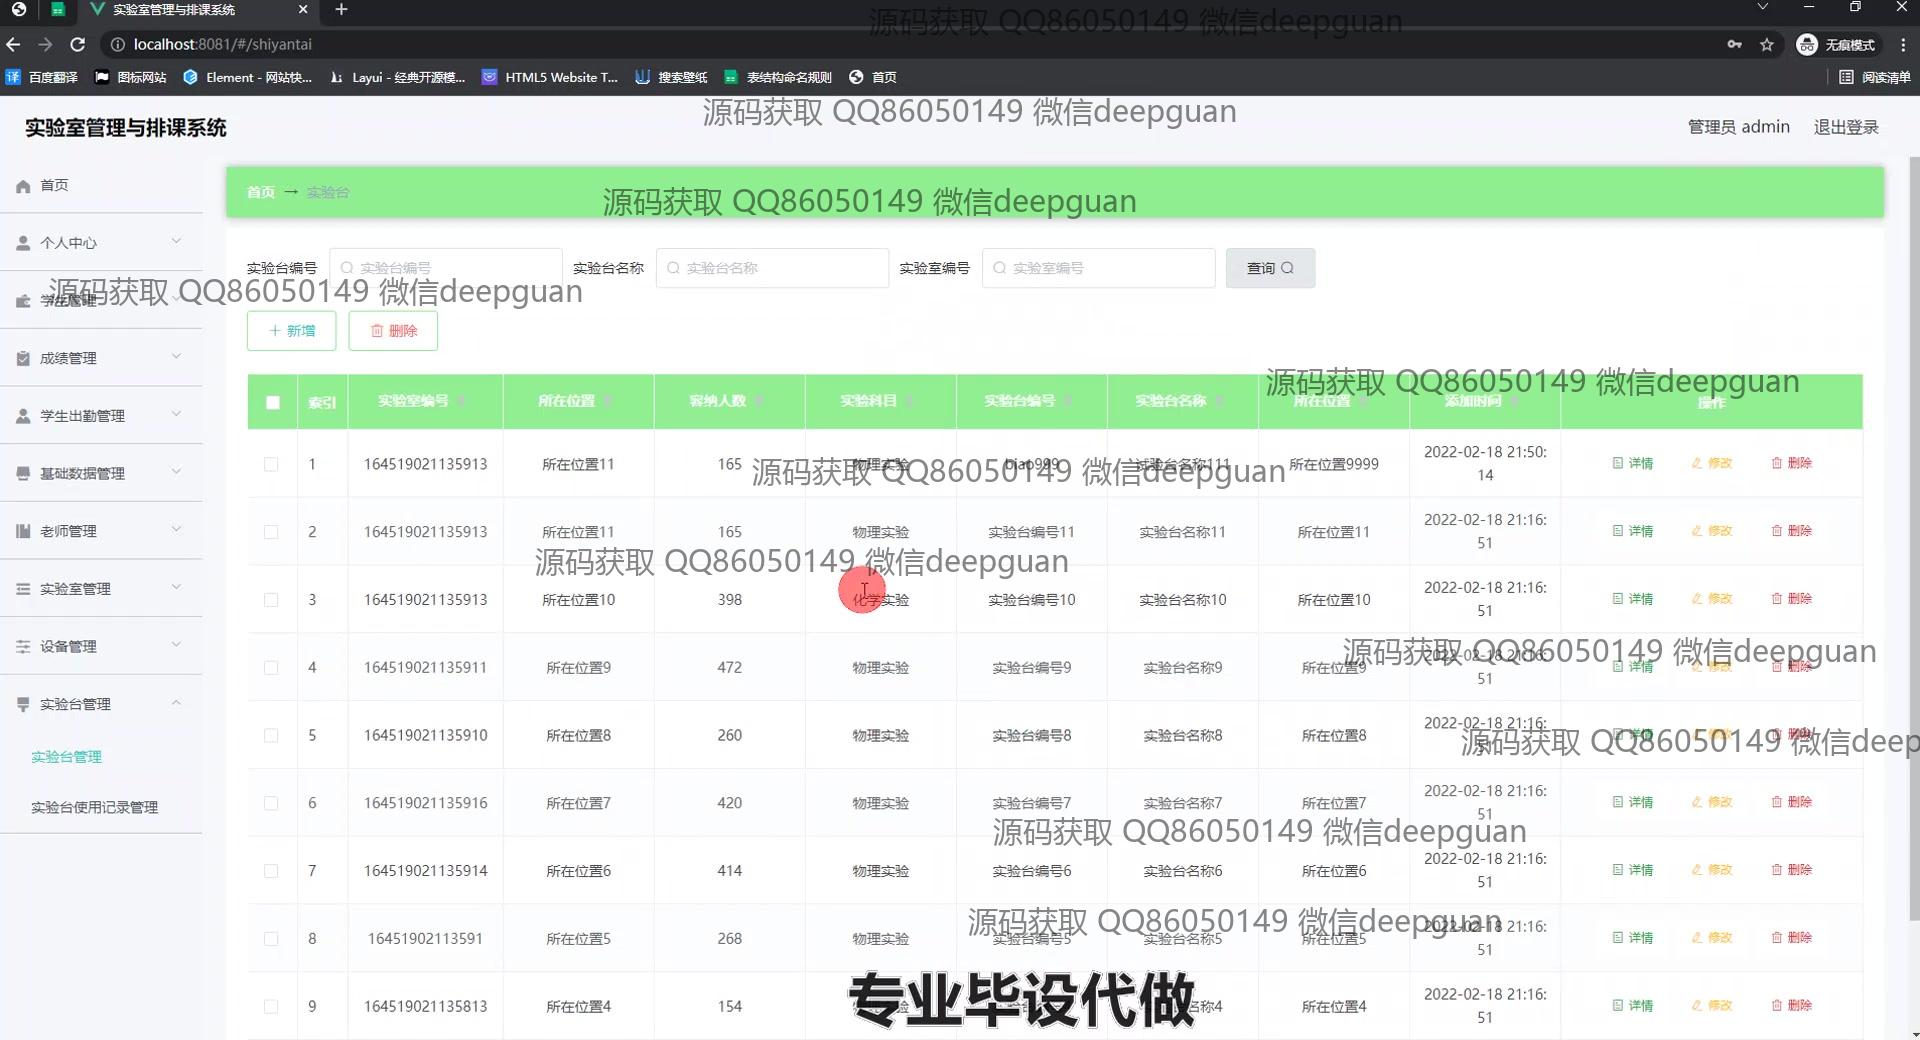 实验室管理与排课系统
localhost:8081/#/shiyantai
无痕模式
百度翻译 图标网站 Element - 网站快... Layui - 经典开源模... HTML5 Website T... 搜索壁纸 表结构命名规则 首页 阅读清单
源码获取 QQ86050149 微信deepguan
源码获取 QQ86050149 微信deepguan
实验室管理与排课系统 管理员 admin 退出登录
首页 → 实验台
源码获取 QQ86050149 微信deepguan
首页
个人中心
学生管理
成绩管理
学生出勤管理
基础数据管理
老师管理
实验室管理
设备管理
实验台管理
实验台管理
实验台使用记录管理
实验台编号 实验台编号 实验台名称 实验台名称 实验室编号 实验室编号 查询
源码获取 QQ86050149 微信deepguan
新增 删除
源码获取 QQ86050149 微信deepguan
索引 实验室编号 所在位置 容纳人数 实验科目 实验台编号 实验台名称 所在位置 添加时间 操作
1 164519021135913 所在位置11 165 物理实验 biao999 试验台名称111 所在位置9999 2022-02-18 21:50:14 详情 修改 删除
源码获取 QQ86050149 微信deepguan
2 164519021135913 所在位置11 165 物理实验 实验台编号11 实验台名称11 所在位置11 2022-02-18 21:16:51 详情 修改 删除
源码获取 QQ86050149 微信deepguan
3 164519021135913 所在位置10 398 化学实验 实验台编号10 实验台名称10 所在位置10 2022-02-18 21:16:51 详情 修改 删除
源码获取 QQ86050149 微信deepguan
4 164519021135911 所在位置9 472 物理实验 实验台编号9 实验台名称9 所在位置9 2022-02-18 21:16:51 详情 修改 删除
5 164519021135910 所在位置8 260 物理实验 实验台编号8 实验台名称8 所在位置8 2022-02-18 21:16: 详情 修改 删除
源码获取 QQ86050149 微信deep
6 164519021135916 所在位置7 420 物理实验 实验台编号7 实验台名称7 所在位置7 2022-02-18 21:16:51 详情 修改 删除
源码获取 QQ86050149 微信deepguan
7 164519021135914 所在位置6 414 物理实验 实验台编号6 实验台名称6 所在位置6 2022-02-18 21:16:51 详情 修改 删除
源码获取 QQ86050149 微信deepguan
8 16451902113591 所在位置5 268 物理实验 实验台编号5 实验台名称5 所在位置5 2022-02-18 21:16:51 详情 修改 删除
9 164519021135813 所在位置4 154 名称4 所在位置4 2022-02-18 21:16:51 详情 修改 删除
专业毕设代做